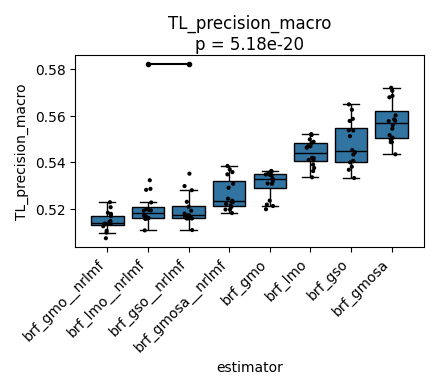 TL_precision_macro
p = 5.18e-20
TL_precision_macro
0.58
0.56
0.54
0.52
brf_gmo__nrlmf
brf_lmo__nrlmf
brf_gso__nrlmf
brf_gmosa__nrlmf
brf_gmo
brf_lmo
brf_gso
brf_gmosa
estimator